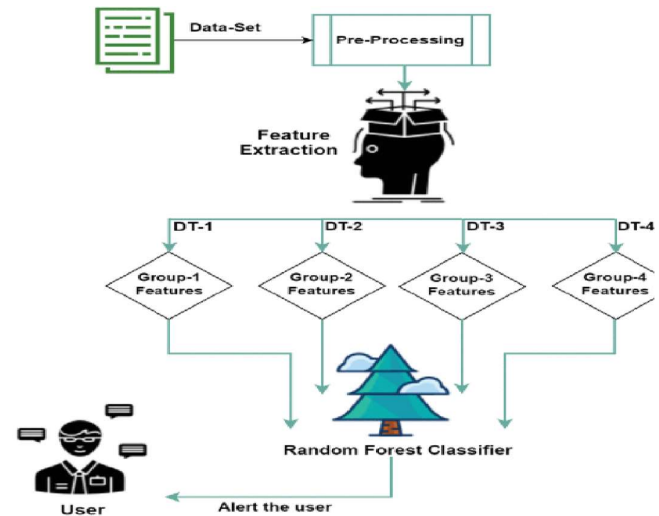 Data-Set
Pre-Processing
Feature
Extraction
DT-1
DT-2
DT-3
DT-4
Group-1
Features
Group-2
Features
Group-3
Features
Group-4
Features
Random Forest Classifier
Alert the user
User